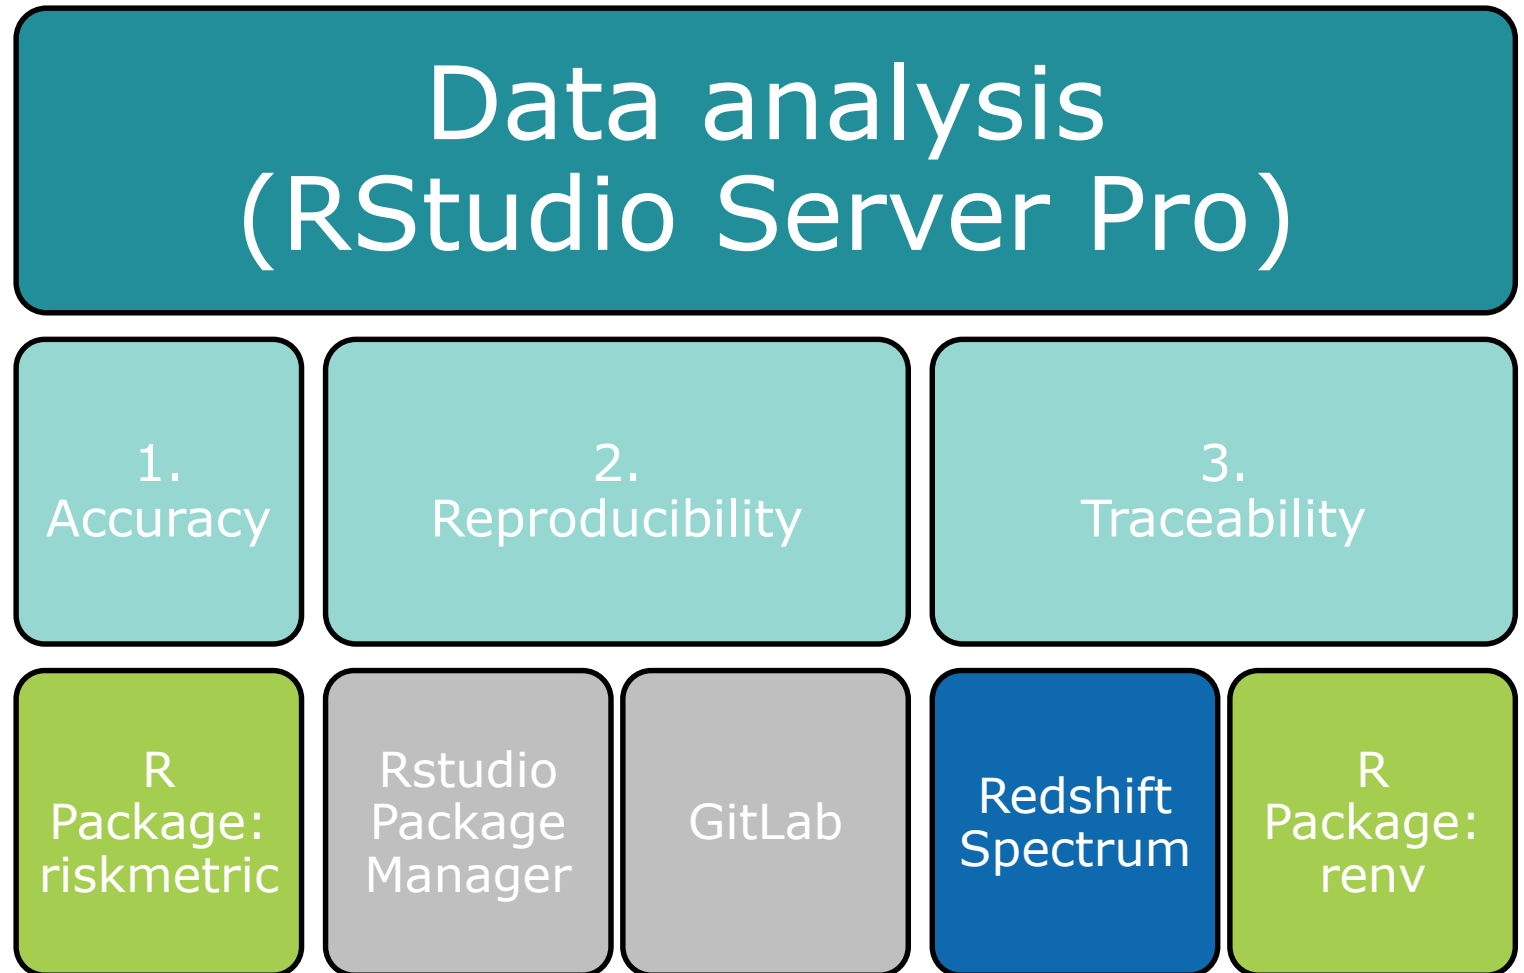 Data analysis
(RStudio Server Pro)
1.
Accuracy
2.
Reproducibility
3.
Traceability
R
Package:
riskmetric
Rstudio
Package
Manager
GitLab
Redshift
Spectrum
R
Package:
renv